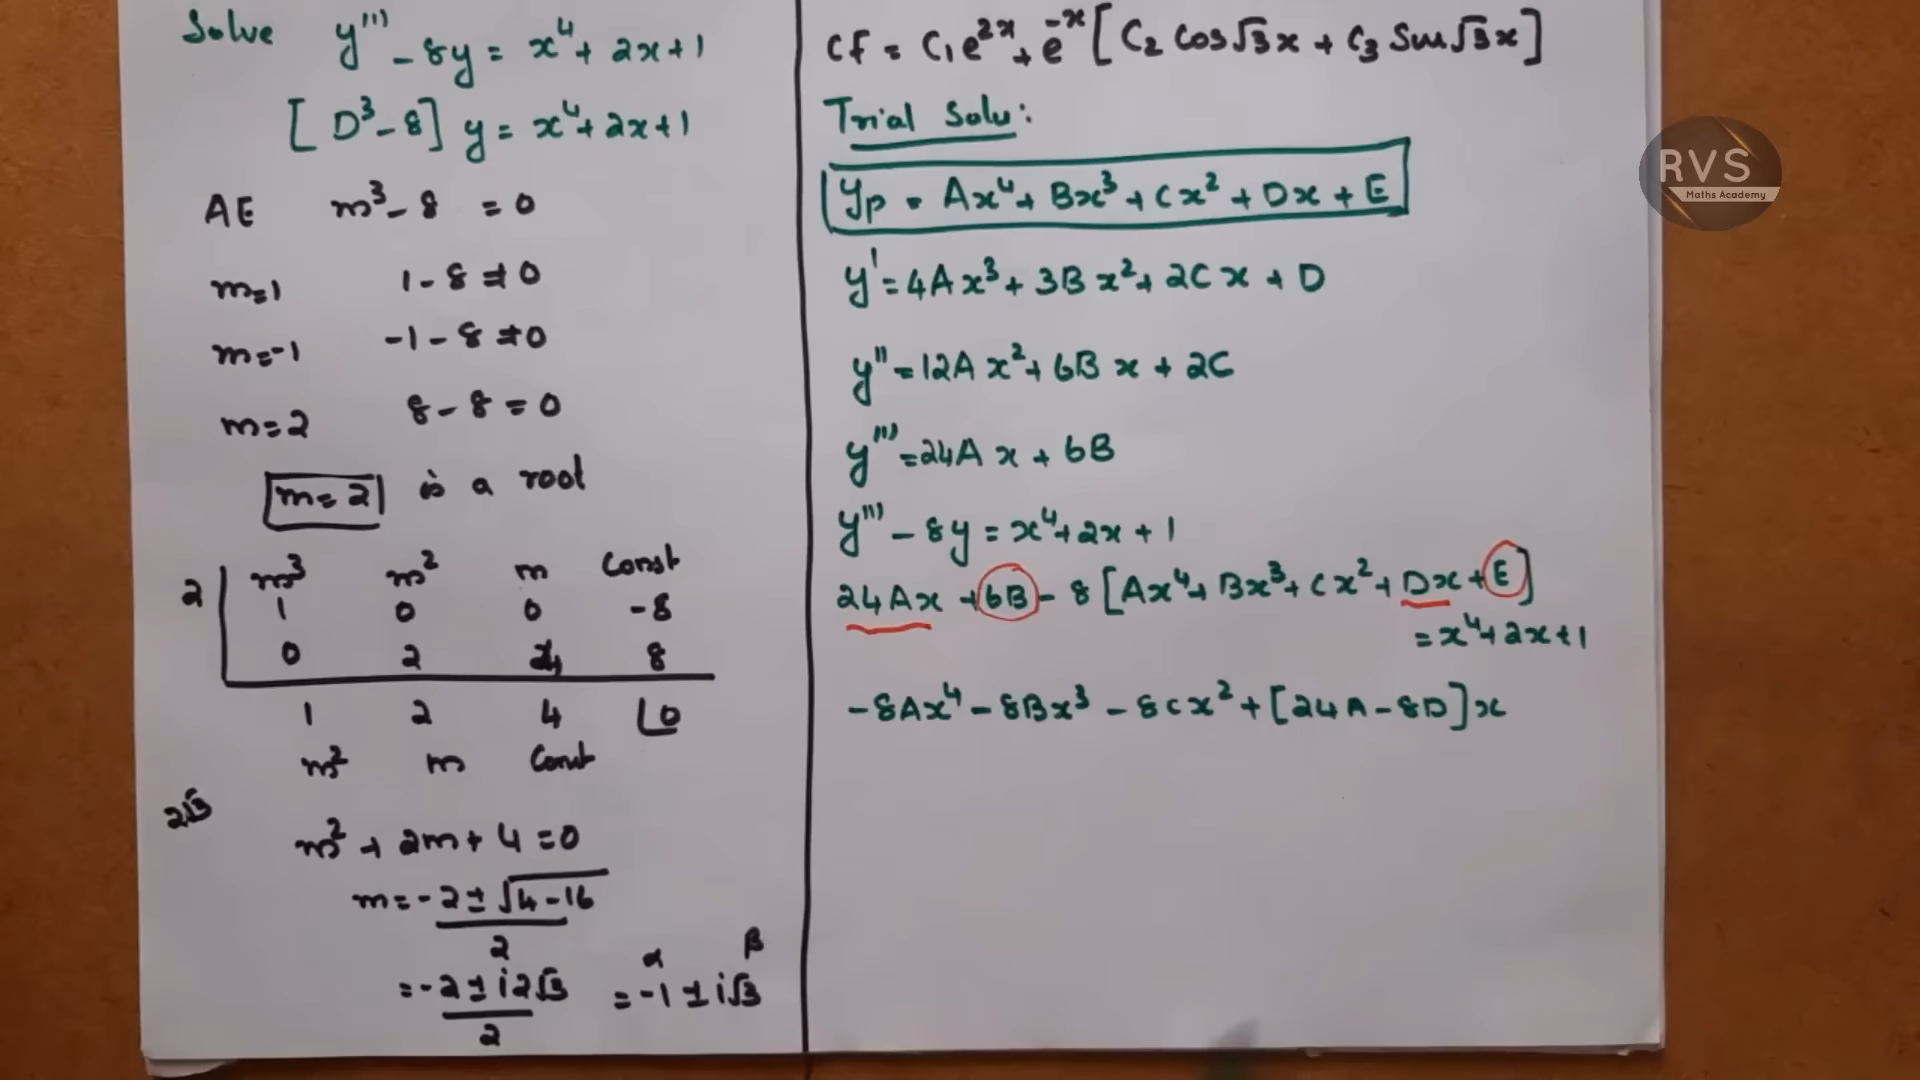 Solve y''' - 8y = x⁴ + 2x + 1
[D³ - 8] y = x⁴ + 2x + 1
AE m³ - 8 = 0
m=1 1 - 8 ≠ 0
m=-1 -1 - 8 ≠ 0
m=2 8 - 8 = 0
m=2 is a root
m³ m² m Const
2 1 0 0 -8
0 2 4 8
1 2 4 0
m² m Const
2√3
m² + 2m + 4 = 0
m = -2 ± √4-16 / 2
= -2 ± i2√3 / 2 = -1 ± i√3
α β
CF = C₁e²ˣ + e⁻ˣ [C₂ Cos√3x + C₃ Sin√3x]
Trial Solu:
yp = Ax⁴ + Bx³ + Cx² + Dx + E
y' = 4Ax³ + 3Bx² + 2Cx + D
y'' = 12Ax² + 6Bx + 2C
y''' = 24Ax + 6B
y''' - 8y = x⁴ + 2x + 1
24Ax + 6B - 8[Ax⁴ + Bx³ + Cx² + Dx + E]
= x⁴ + 2x + 1
-8Ax⁴ - 8Bx³ - 8Cx² + [24A - 8D]x
RVS
Maths Academy